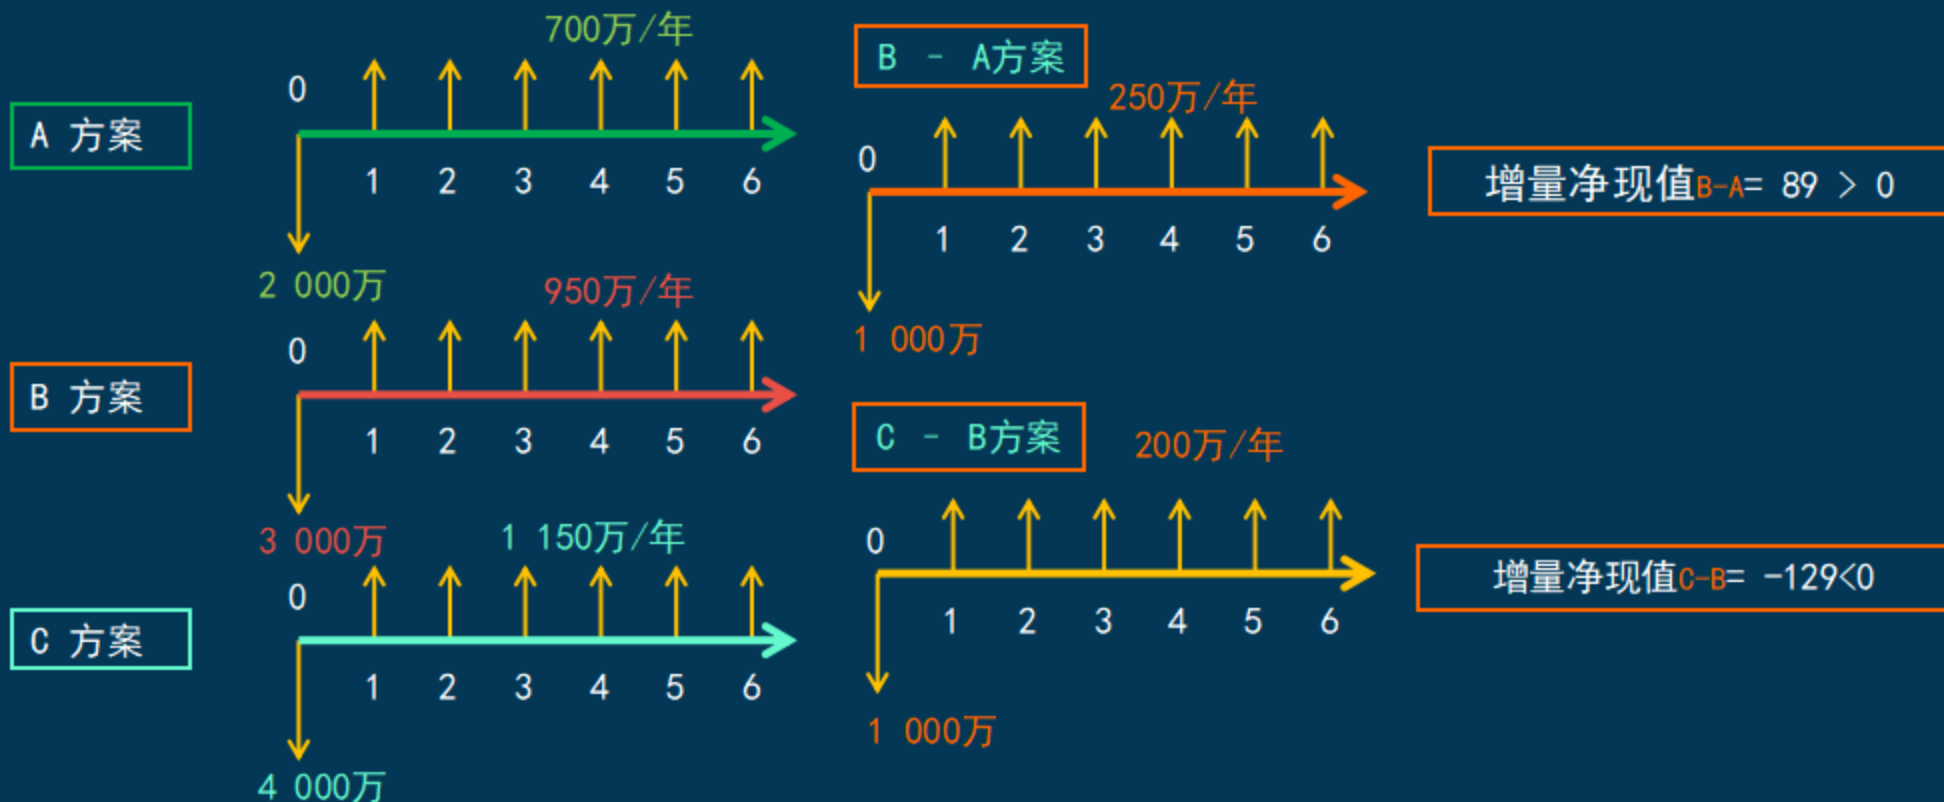 A 方案
700万/年
0
1 2 3 4 5 6
2 000万
B 方案
950万/年
0
1 2 3 4 5 6
3 000万
C 方案
1 150万/年
0
1 2 3 4 5 6
4 000万
B - A方案
250万/年
0
1 2 3 4 5 6
1 000万
增量净现值B-A= 89 > 0
C - B方案
200万/年
0
1 2 3 4 5 6
1 000万
增量净现值C-B= -129<0